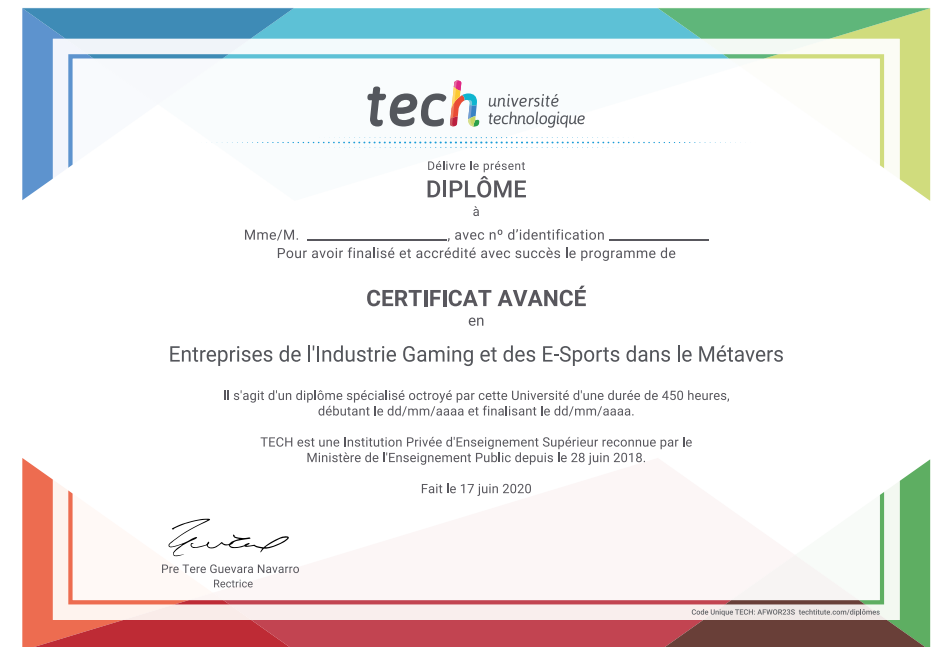 tech université
technologique
Délivre le présent
DIPLÔME
à
Mme/M. ____________________, avec nº d'identification ______________
Pour avoir finalisé et accrédité avec succès le programme de
CERTIFICAT AVANCÉ
en
Entreprises de l'Industrie Gaming et des E-Sports dans le Métavers
Il s'agit d'un diplôme spécialisé octroyé par cette Université d'une durée de 450 heures,
débutant le dd/mm/aaaa et finalisant le dd/mm/aaaa.
TECH est une Institution Privée d'Enseignement Supérieur reconnue par le
Ministère de l'Enseignement Public depuis le 28 juin 2018.
Fait le 17 juin 2020
Pre Tere Guevara Navarro
Rectrice
Code Unique TECH: AFWOR23S techtitute.com/diplômes